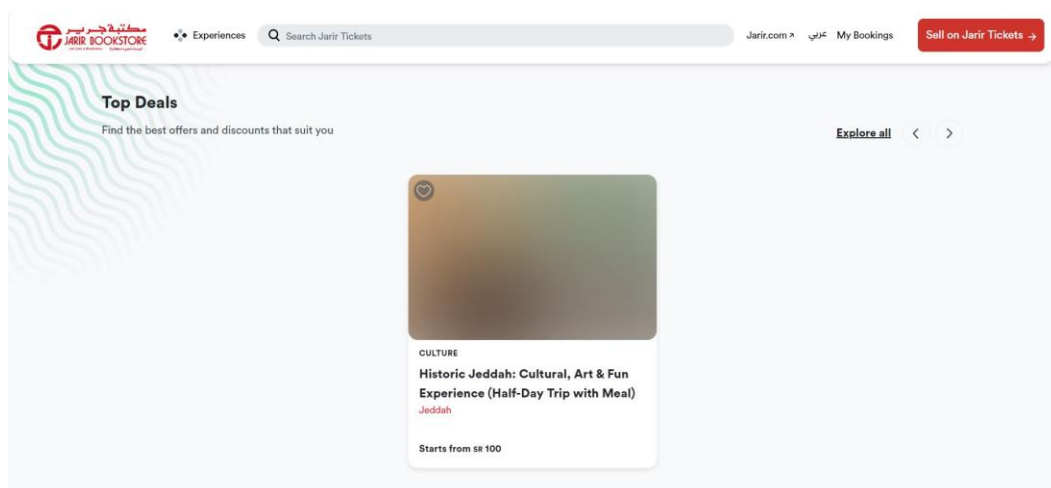 مكتبة جرير
JARIR BOOKSTORE
Experiences
Search Jarir Tickets
Jarir.com
عربي
My Bookings
Sell on Jarir Tickets →
Top Deals
Find the best offers and discounts that suit you
Explore all
CULTURE
Historic Jeddah: Cultural, Art & Fun
Experience (Half-Day Trip with Meal)
Jeddah
Starts from SR 100